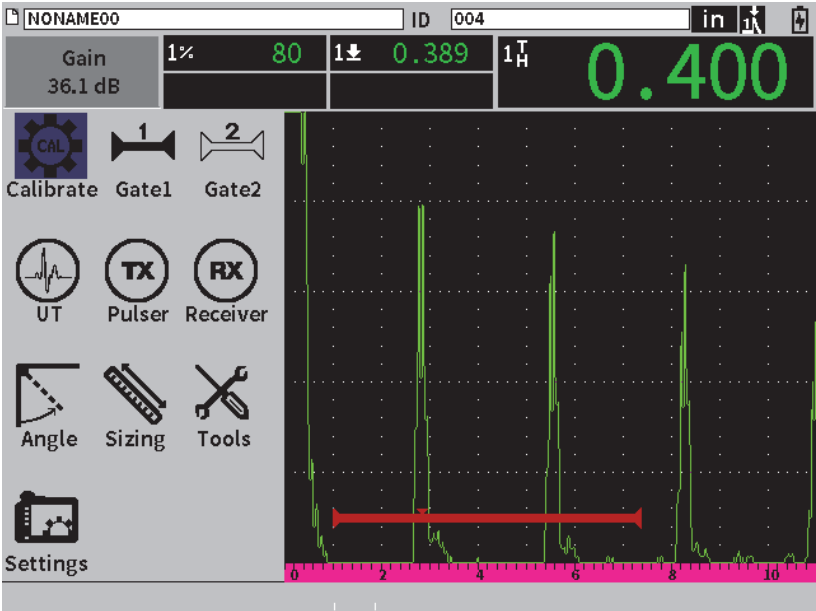 NONAME00 ID 004 in 1
Gain 36.1 dB
1% 80
1 0.389
1 T H 0.400
CAL 1 2
Calibrate Gate1 Gate2
TX RX
UT Pulser Receiver
Angle Sizing Tools
Settings
0 2 4 6 8 10